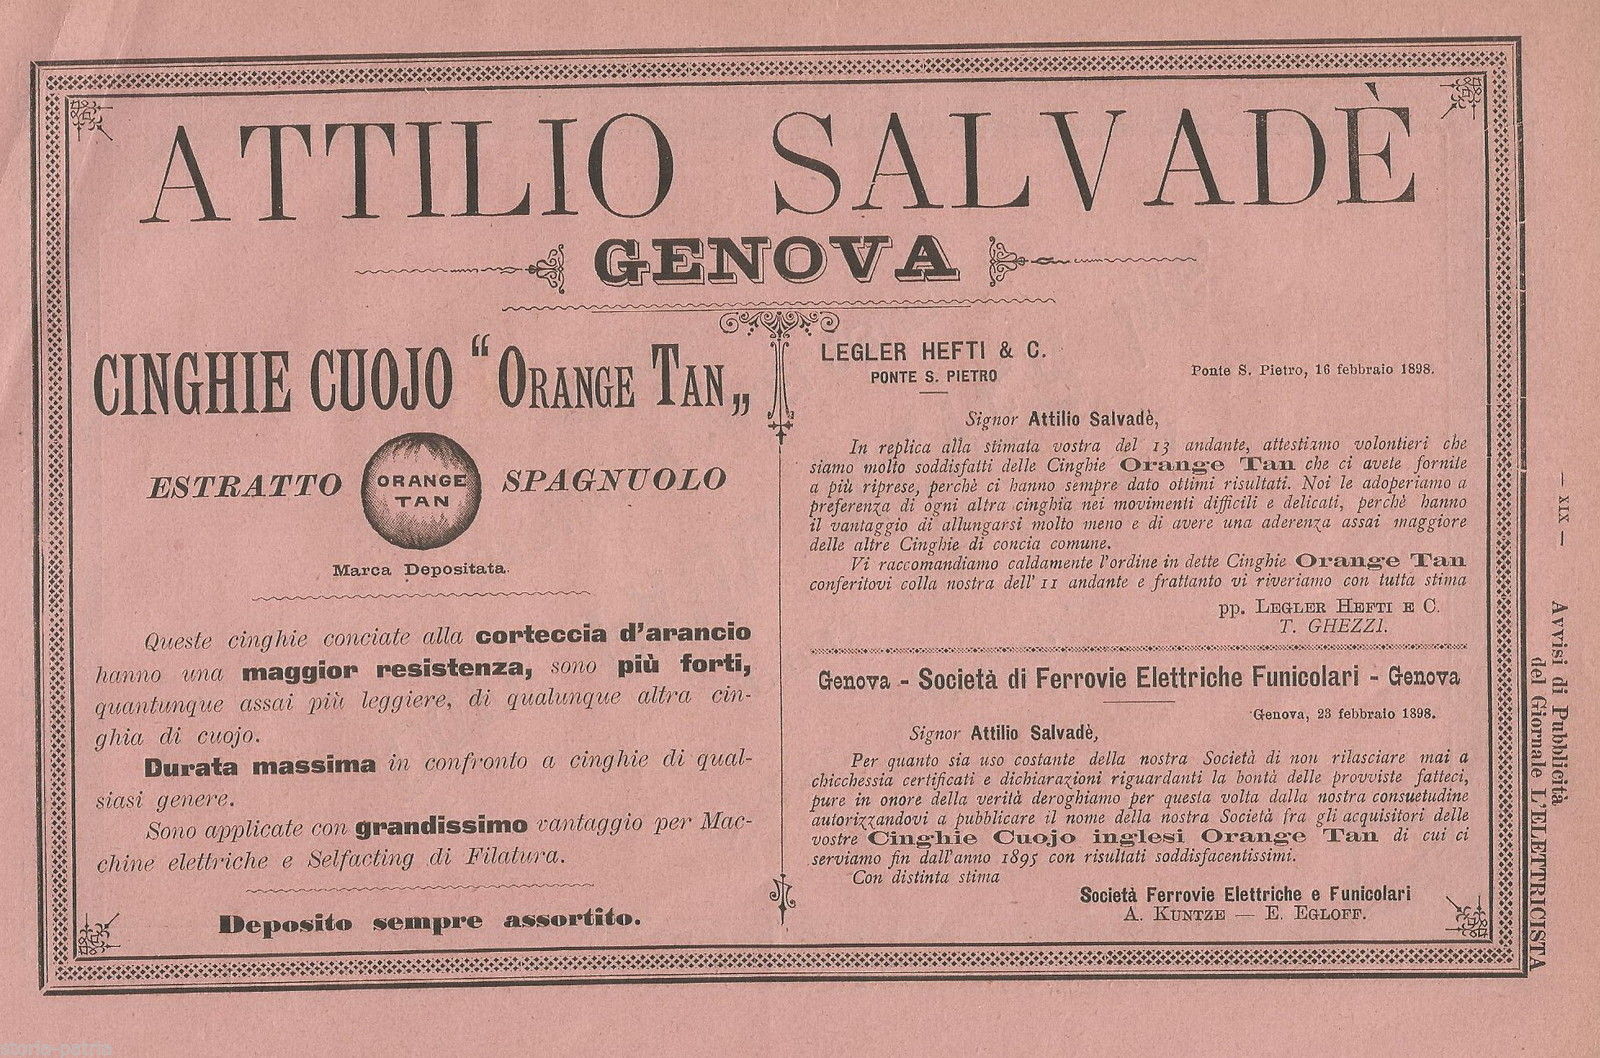 ATTILIO SALVADÈ
GENOVA
CINGHIE CUOJO “ORANGE TAN„
ESTRATTO
ORANGE
TAN
SPAGNUOLO
Marca Depositata.
Queste cinghie conciate alla corteccia d'arancio
hanno una maggior resistenza, sono più forti,
quantunque assai più leggiere, di qualunque altra cin-
ghia di cuojo.
Durata massima in confronto a cinghie di qual-
siasi genere.
Sono applicate con grandissimo vantaggio per Mac-
chine elettriche e Selfacting di Filatura.
Deposito sempre assortito.
LEGLER HEFTI & C.
PONTE S. PIETRO
Ponte S. Pietro, 16 febbraio 1898.
Signor Attilio Salvadè,
In replica alla stimata vostra del 13 andante, attestiamo volontieri che
siamo molto soddisfatti delle Cinghie Orange Tan che ci avete fornite
a più riprese, perchè ci hanno sempre dato ottimi risultati. Noi le adoperiamo a
preferenza di ogni altra cinghia nei movimenti difficili e delicati, perchè hanno
il vantaggio di allungarsi molto meno e di avere una aderenza assai maggiore
delle altre Cinghie di concia comune.
Vi raccomandiamo caldamente l'ordine in dette Cinghie Orange Tan
conferitovi colla nostra dell' 11 andante e frattanto vi riveriamo con tutta stima
pp. LEGLER HEFTI E C.
T. GHEZZI.
Genova - Società di Ferrovie Elettriche Funicolari - Genova
Genova, 23 febbraio 1898.
Signor Attilio Salvadè,
Per quanto sia uso costante della nostra Società di non rilasciare mai a
chicchessia certificati e dichiarazioni riguardanti la bontà delle provviste fatteci,
pure in onore della verità deroghiamo per questa volta dalla nostra consuetudine
autorizzandovi a pubblicare il nome della nostra Società fra gli acquisitori delle
vostre Cinghie Cuojo inglesi Orange Tan di cui ci
serviamo fin dall'anno 1895 con risultati soddisfacentissimi.
Con distinta stima
Società Ferrovie Elettriche e Funicolari
A. KUNTZE — E. EGLOFF.
— XIX —
Avvisi di Pubblicità
del Giornale L'ELETTRICISTA
storia-patria